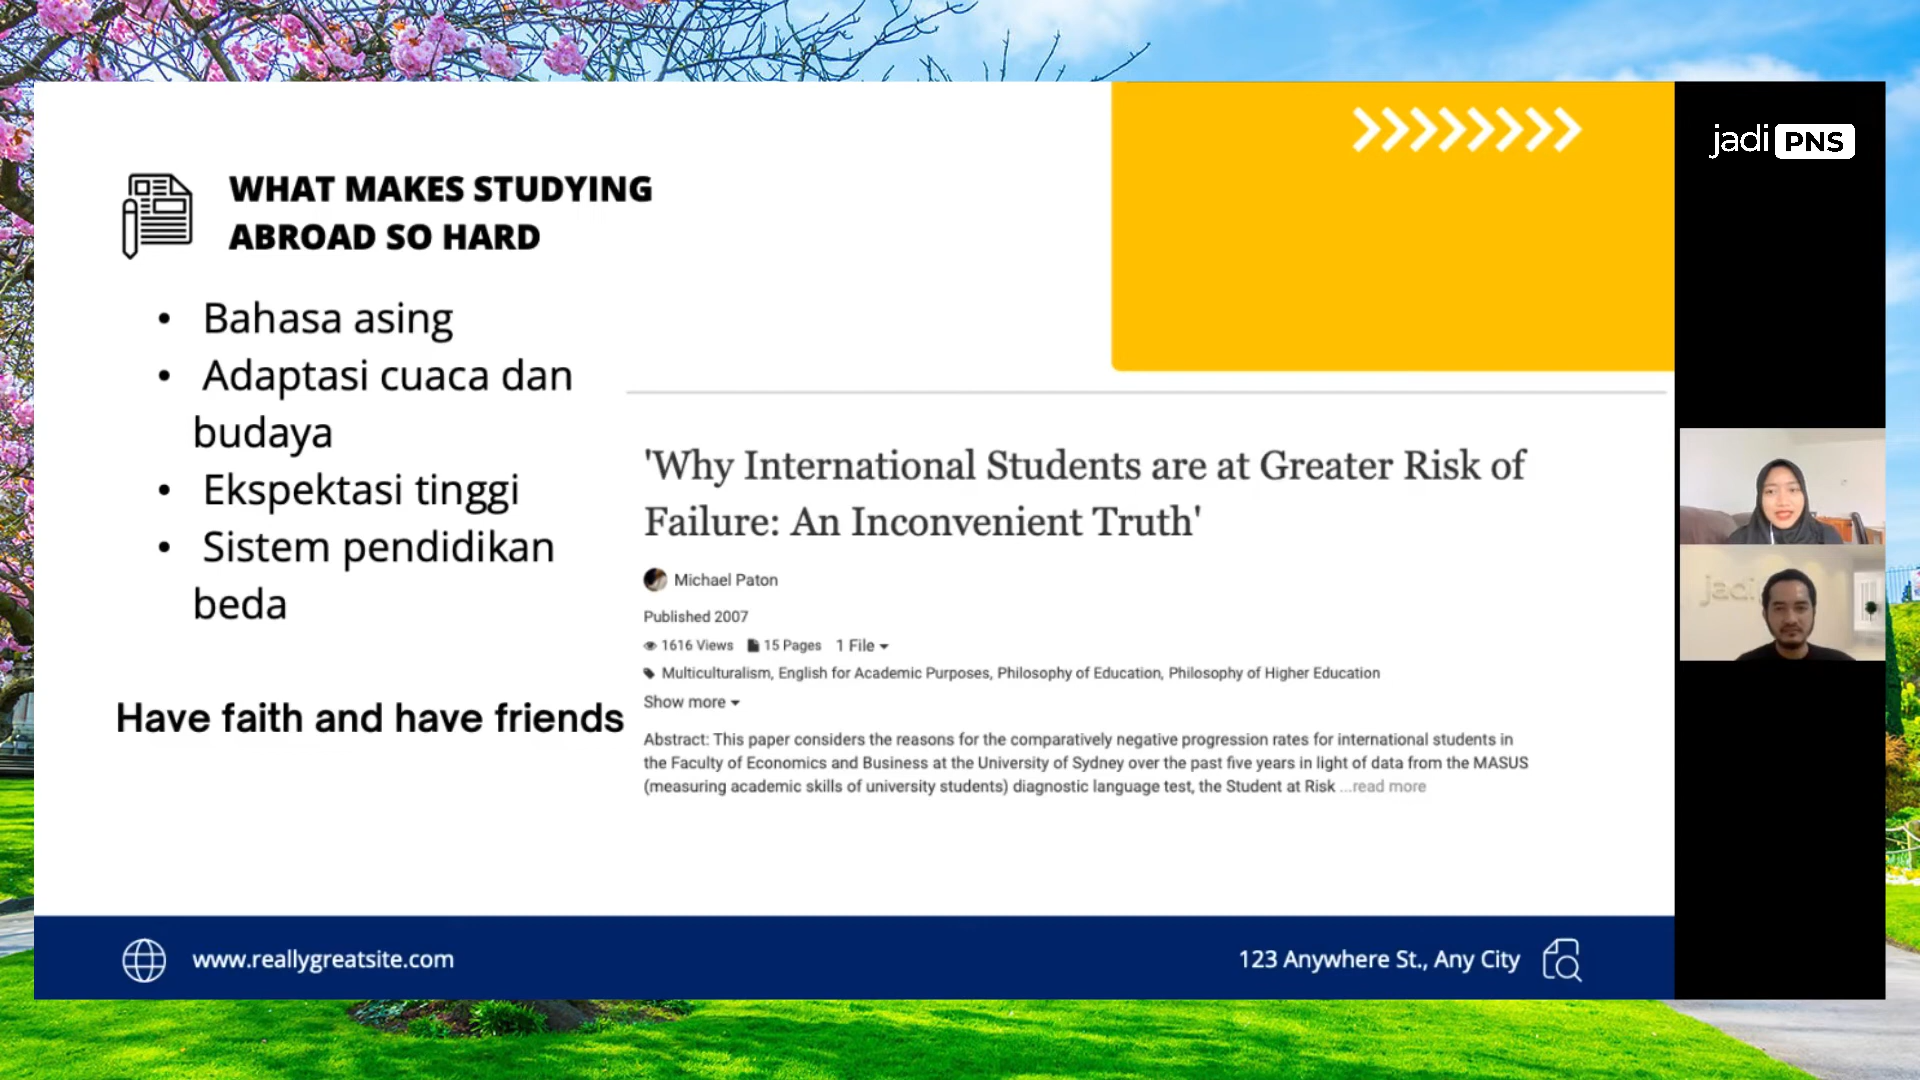 jadi PNS
WHAT MAKES STUDYING
ABROAD SO HARD
• Bahasa asing
• Adaptasi cuaca dan
budaya
• Ekspektasi tinggi
• Sistem pendidikan
beda
Have faith and have friends
'Why International Students are at Greater Risk of
Failure: An Inconvenient Truth'
Michael Paton
Published 2007
1616 Views 15 Pages 1 File
Multiculturalism, English for Academic Purposes, Philosophy of Education, Philosophy of Higher Education
Show more
Abstract: This paper considers the reasons for the comparatively negative progression rates for international students in
the Faculty of Economics and Business at the University of Sydney over the past five years in light of data from the MASUS
(measuring academic skills of university students) diagnostic language test, the Student at Risk ...read more
jadi
www.reallygreatsite.com
123 Anywhere St., Any City